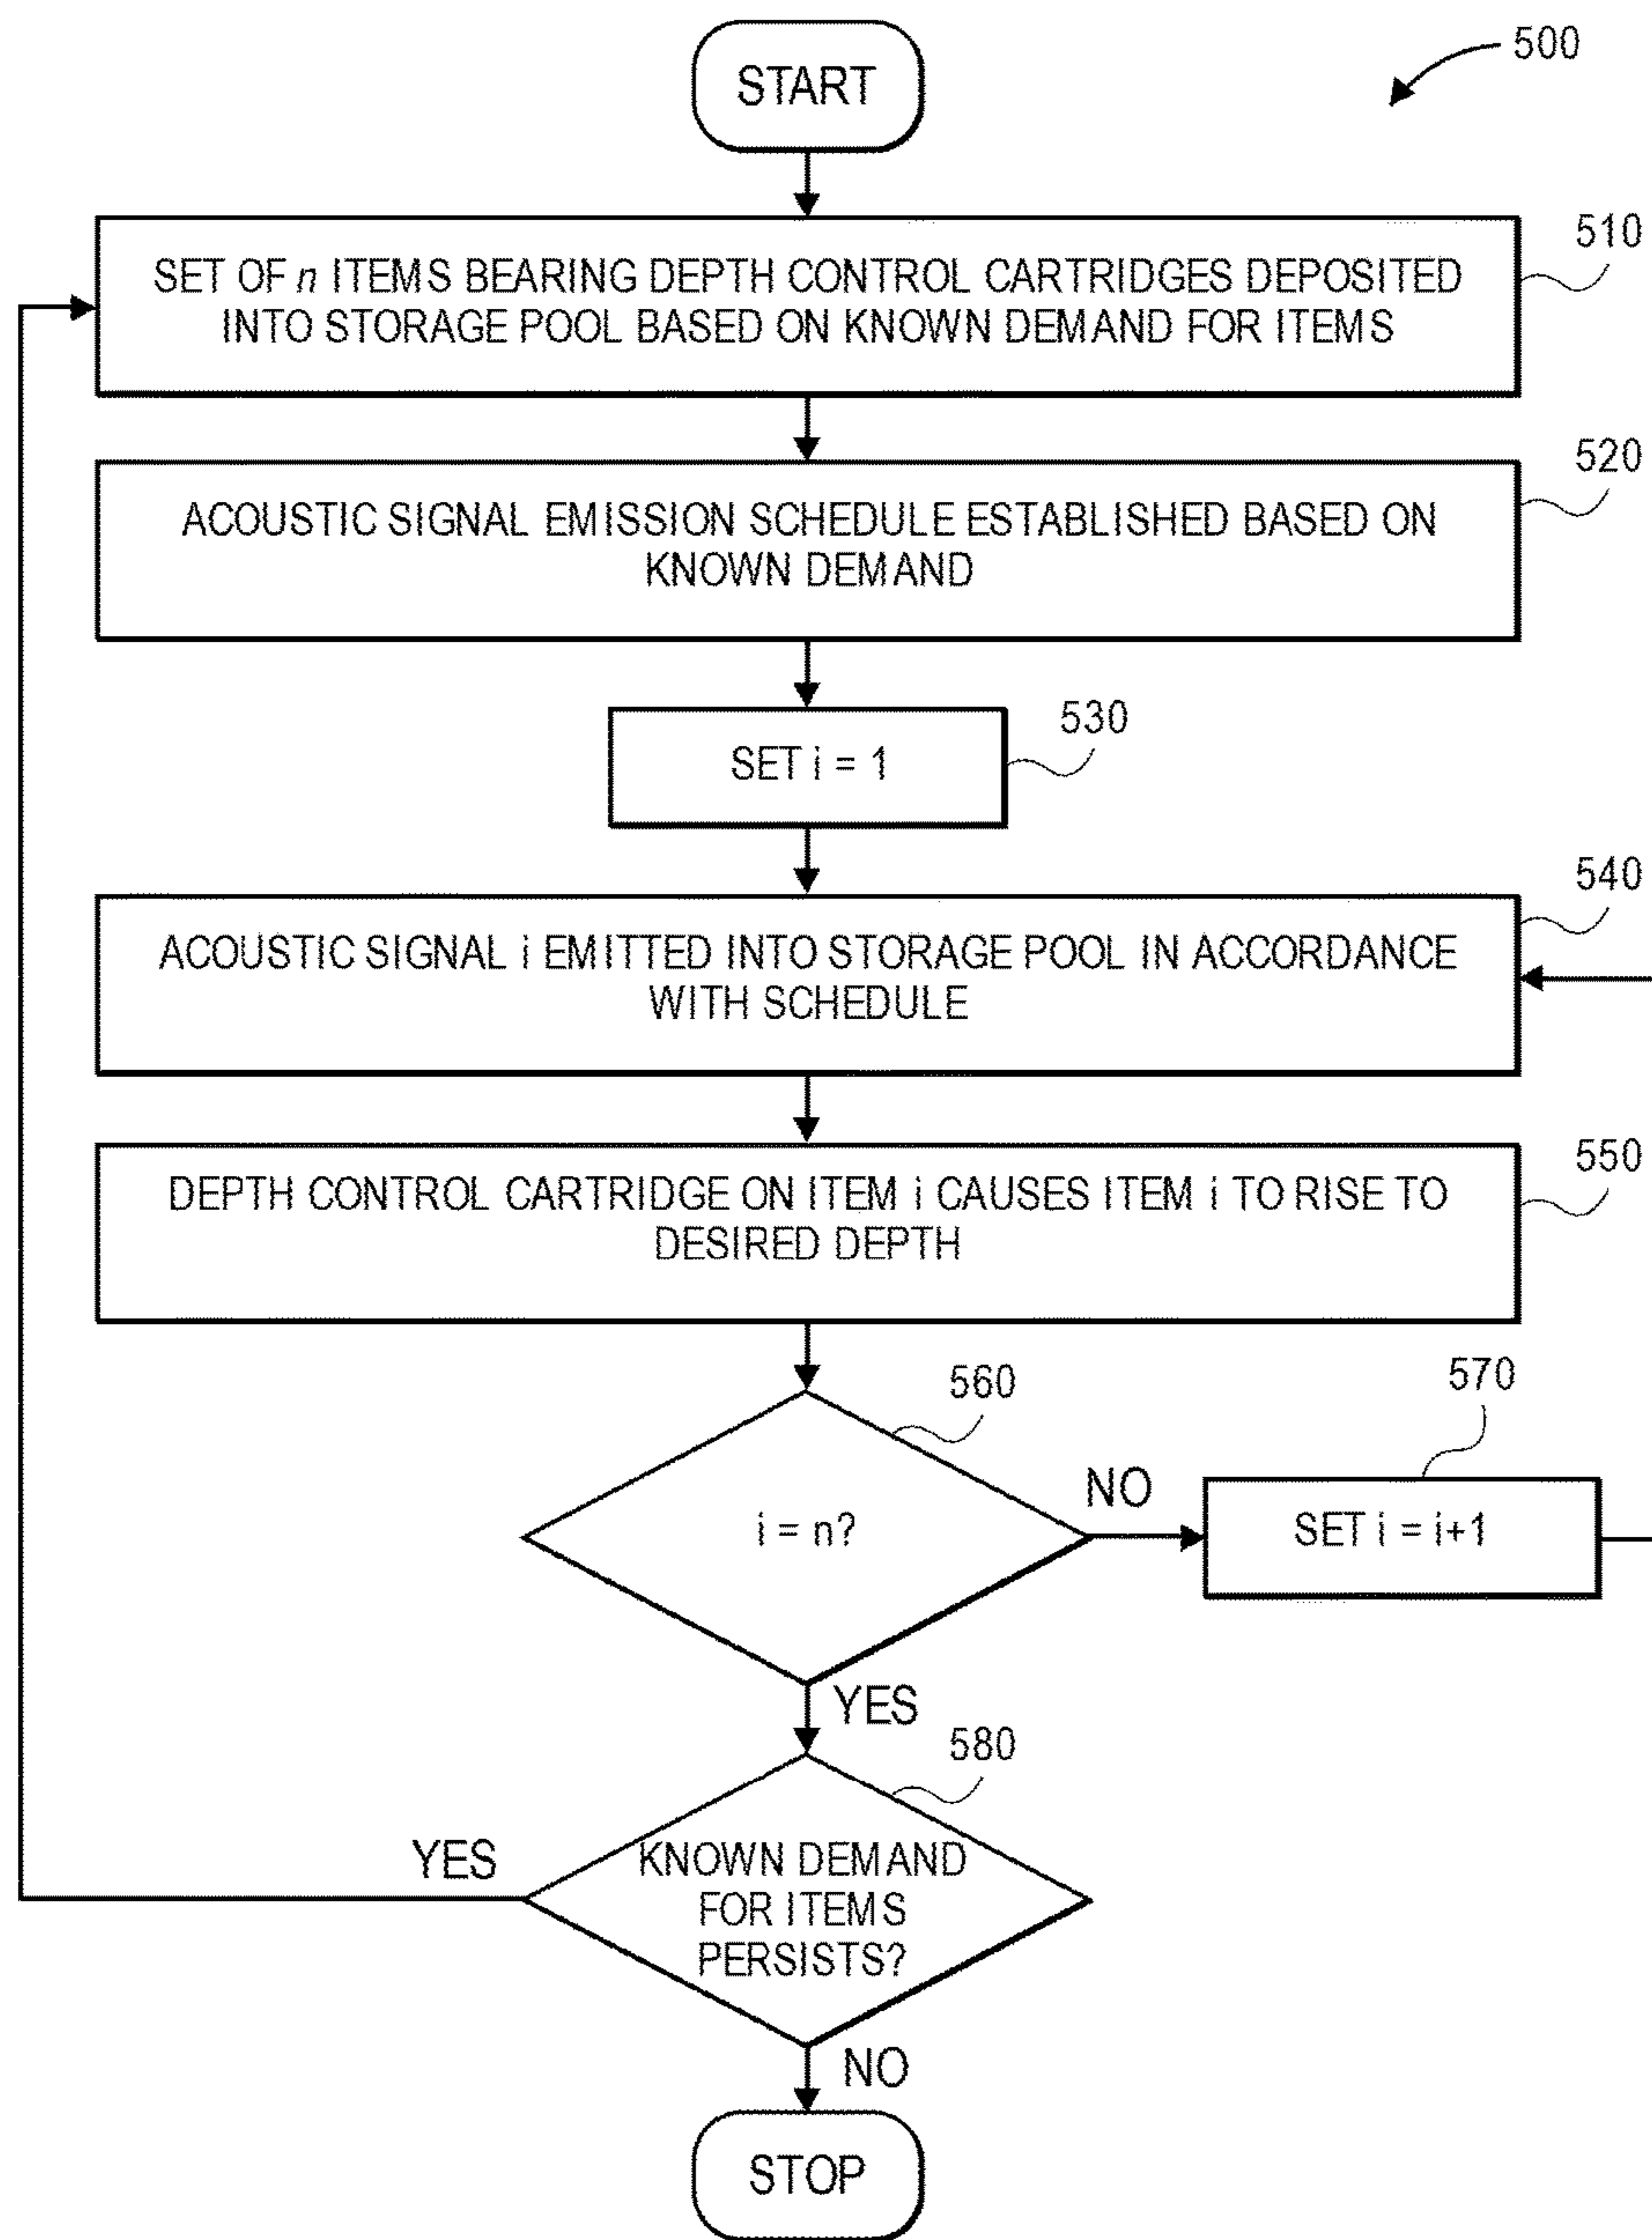 500
START
510
SET OF n ITEMS BEARING DEPTH CONTROL CARTRIDGES DEPOSITED
INTO STORAGE POOL BASED ON KNOWN DEMAND FOR ITEMS
520
ACOUSTIC SIGNAL EMISSION SCHEDULE ESTABLISHED BASED ON
KNOWN DEMAND
530
SET i = 1
540
ACOUSTIC SIGNAL i EMITTED INTO STORAGE POOL IN ACCORDANCE
WITH SCHEDULE
550
DEPTH CONTROL CARTRIDGE ON ITEM i CAUSES ITEM i TO RISE TO
DESIRED DEPTH
560
i = n?
NO
570
SET i = i+1
YES
580
KNOWN DEMAND
FOR ITEMS
PERSISTS?
YES
NO
STOP